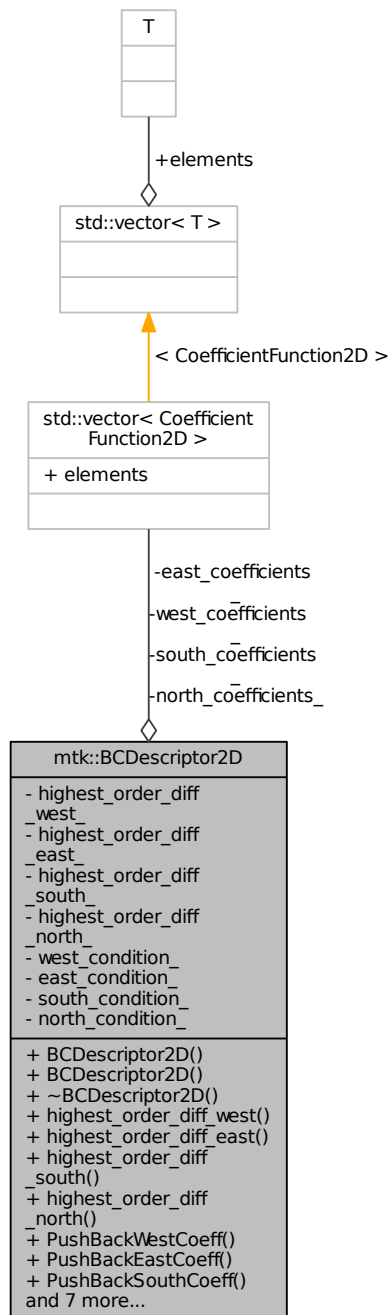 T
+elements
std::vector< T >
< CoefficientFunction2D >
std::vector< Coefficient
Function2D >
+ elements
-east_coefficients
_
-west_coefficients
_
-south_coefficients
_
-north_coefficients_
mtk::BCDescriptor2D
- highest_order_diff
_west_
- highest_order_diff
_east_
- highest_order_diff
_south_
- highest_order_diff
_north_
- west_condition_
- east_condition_
- south_condition_
- north_condition_
+ BCDescriptor2D()
+ BCDescriptor2D()
+ ~BCDescriptor2D()
+ highest_order_diff_west()
+ highest_order_diff_east()
+ highest_order_diff
_south()
+ highest_order_diff
_north()
+ PushBackWestCoeff()
+ PushBackEastCoeff()
+ PushBackSouthCoeff()
and 7 more...